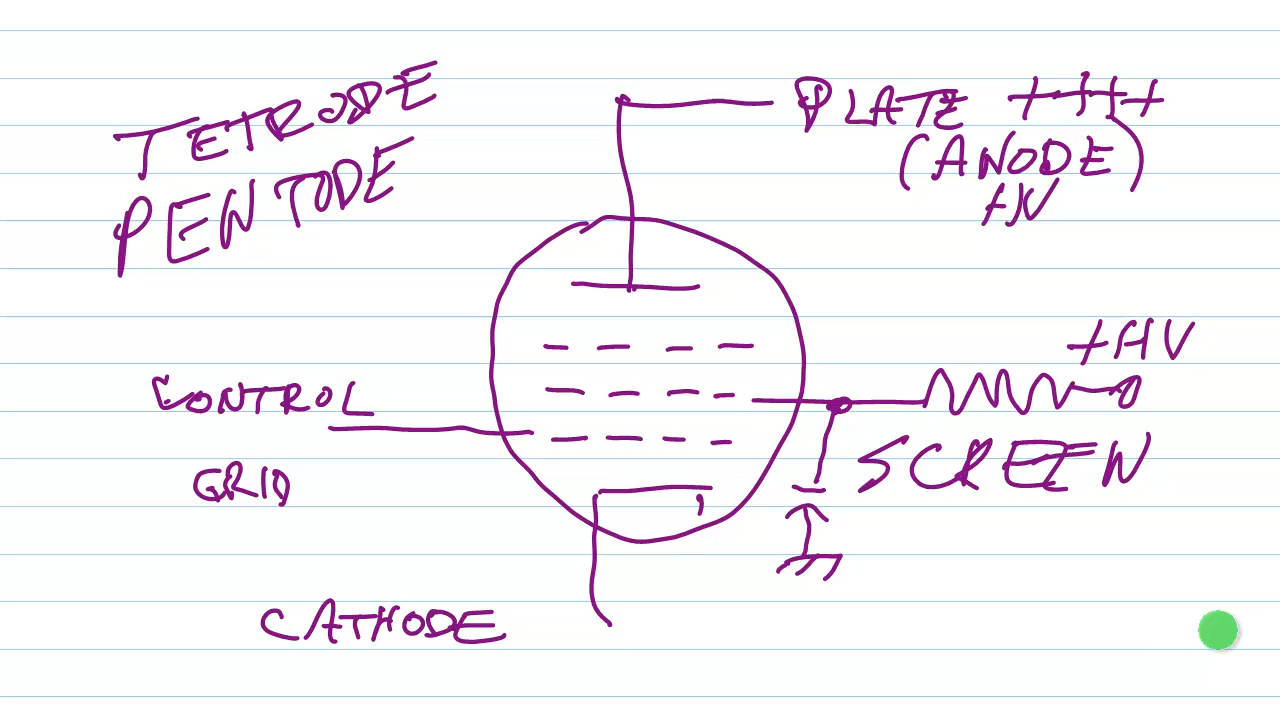 TETRODE
PENTODE
PLATE ++++
(ANODE)
HV
+HV
CONTROL
GRID
SCREEN
CATHODE